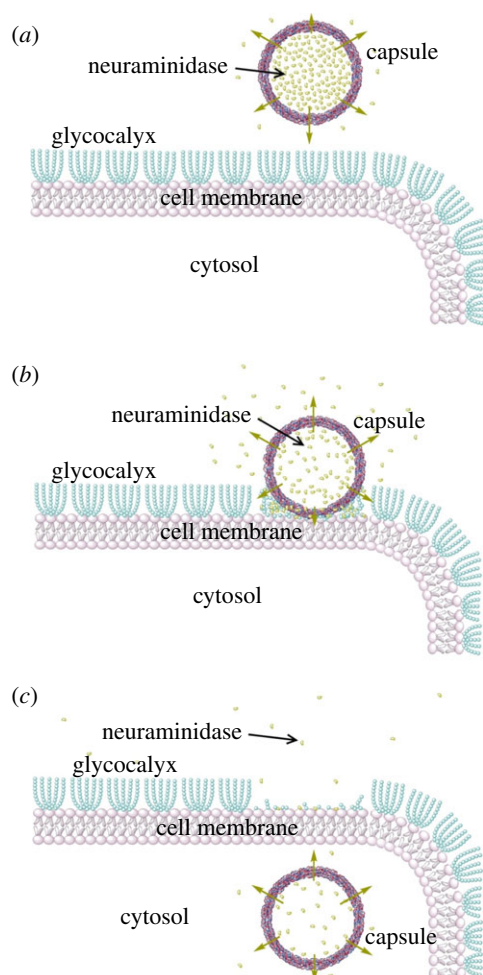 (a)
capsule
neuraminidase
glycocalyx
cell membrane
cytosol
(b)
neuraminidase
capsule
glycocalyx
cell membrane
cytosol
(c)
neuraminidase
glycocalyx
cell membrane
cytosol
capsule